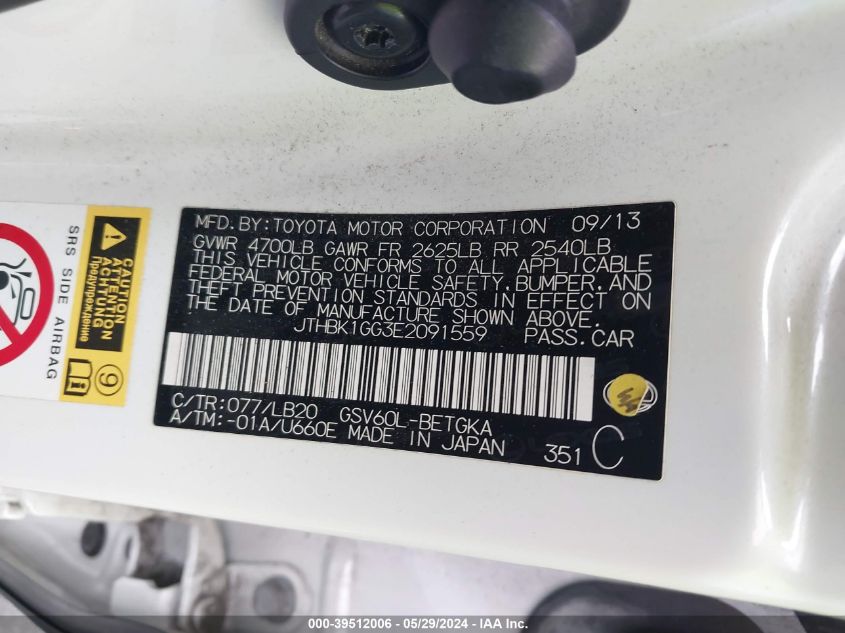 SRS SIDE AIRBAG
CAUTION
ATTENTION
ACHTUNG
Предупреждение
9
MFD. BY: TOYOTA MOTOR CORPORATION 09/13
GVWR 4700LB GAWR FR 2625LB RR 2540LB
THIS VEHICLE CONFORMS TO ALL APPLICABLE
FEDERAL MOTOR VEHICLE SAFETY, BUMPER, AND
THEFT PREVENTION STANDARDS IN EFFECT ON
THE DATE OF MANUFACTURE SHOWN ABOVE.
JTHBK1GG3E2091559 PASS. CAR
C/TR: 077/LB20 GSV60L-BETGKA
A/TM: -01A/U660E MADE IN JAPAN 351 C
000-39512006 - 05/29/2024 - IAA Inc.